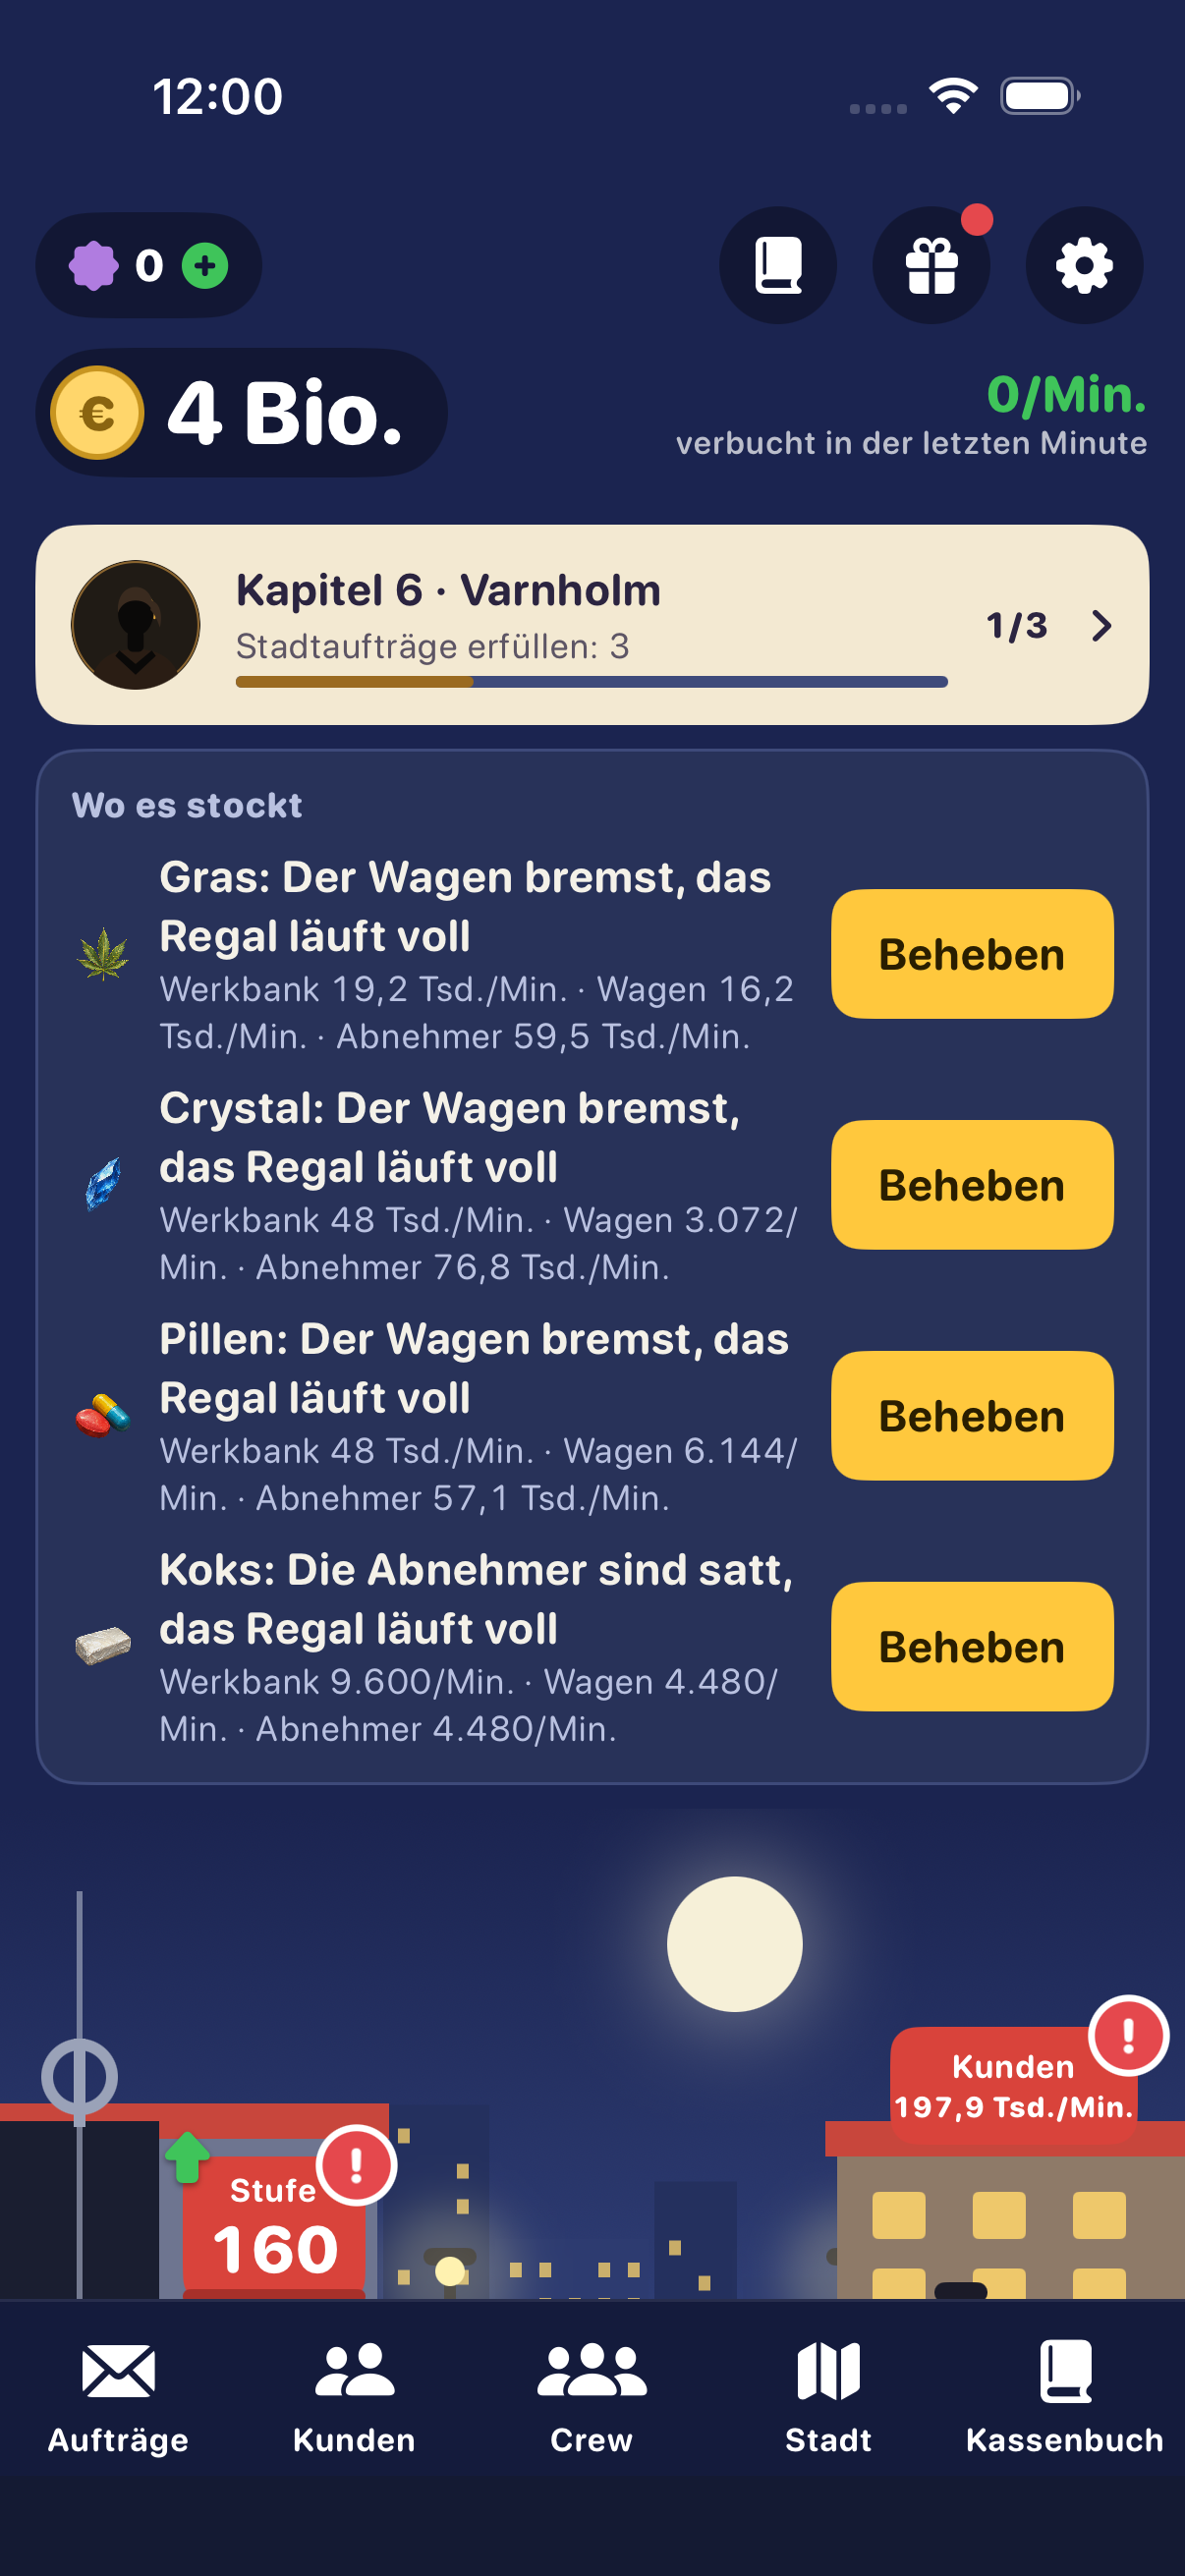 12:00
0
€ 4 Bio.
0/Min.
verbucht in der letzten Minute
Kapitel 6 · Varnholm
Stadtaufträge erfüllen: 3
1/3
Wo es stockt
Gras: Der Wagen bremst, das
Regal läuft voll
Werkbank 19,2 Tsd./Min. · Wagen 16,2
Tsd./Min. · Abnehmer 59,5 Tsd./Min.
Beheben
Crystal: Der Wagen bremst,
das Regal läuft voll
Werkbank 48 Tsd./Min. · Wagen 3.072/
Min. · Abnehmer 76,8 Tsd./Min.
Beheben
Pillen: Der Wagen bremst, das
Regal läuft voll
Werkbank 48 Tsd./Min. · Wagen 6.144/
Min. · Abnehmer 57,1 Tsd./Min.
Beheben
Koks: Die Abnehmer sind satt,
das Regal läuft voll
Werkbank 9.600/Min. · Wagen 4.480/
Min. · Abnehmer 4.480/Min.
Beheben
Kunden
197,9 Tsd./Min.
!
Stufe
160
!
Aufträge
Kunden
Crew
Stadt
Kassenbuch